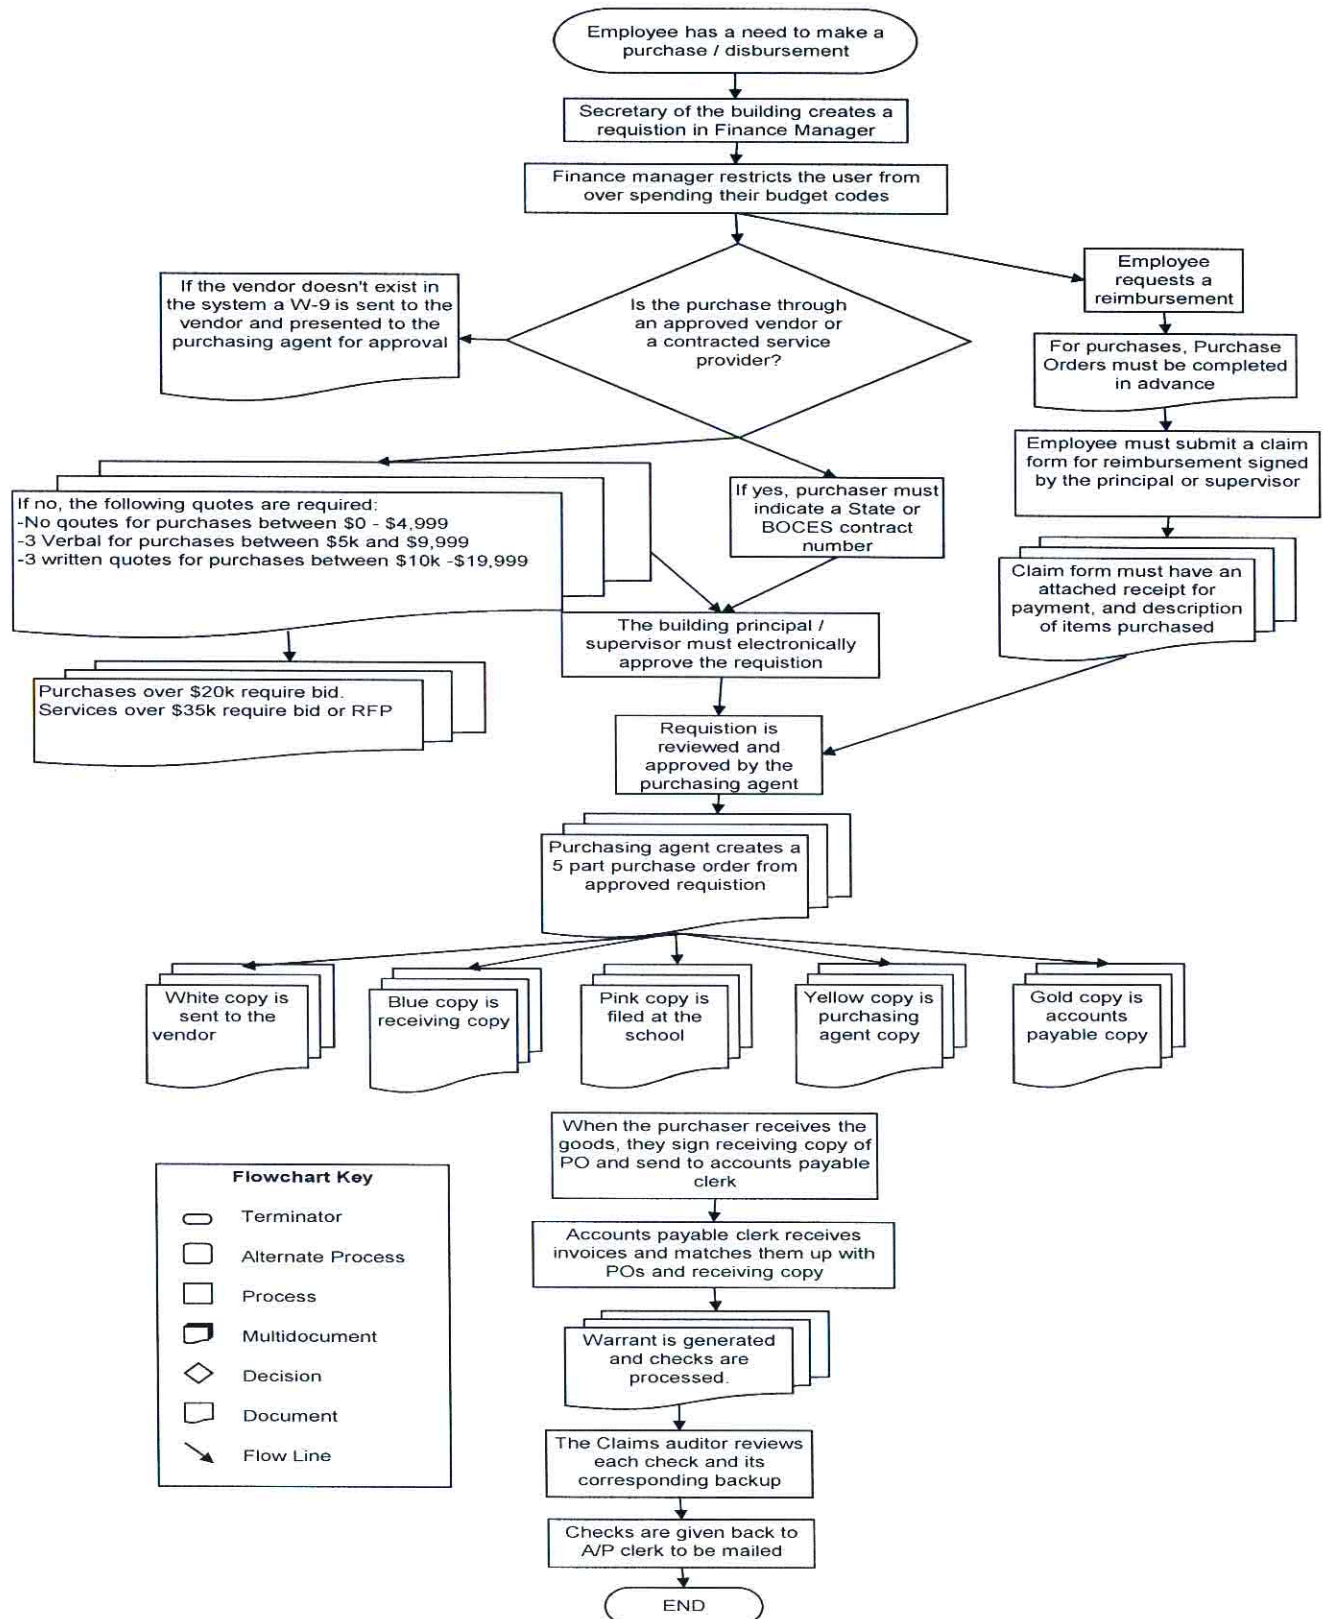 Employee has a need to make a
purchase / disbursement
Secretary of the building creates a
requistion in Finance Manager
Finance manager restricts the user from
over spending their budget codes
If the vendor doesn't exist in
the system a W-9 is sent to the
vendor and presented to the
purchasing agent for approval
Is the purchase through
an approved vendor or
a contracted service
provider?
Employee
requests a
reimbursement
For purchases, Purchase
Orders must be completed
in advance
Employee must submit a claim
form for reimbursement signed
by the principal or supervisor
If no, the following quotes are required:
-No qoutes for purchases between $0 - $4,999
-3 Verbal for purchases between $5k and $9,999
-3 written quotes for purchases between $10k -$19,999
If yes, purchaser must
indicate a State or
BOCES contract
number
Claim form must have an
attached receipt for
payment, and description
of items purchased
The building principal /
supervisor must electronically
approve the requistion
Purchases over $20k require bid.
Services over $35k require bid or RFP
Requistion is
reviewed and
approved by the
purchasing agent
Purchasing agent creates a
5 part purchase order from
approved requistion
White copy is
sent to the
vendor
Blue copy is
receiving copy
Pink copy is
filed at the
school
Yellow copy is
purchasing
agent copy
Gold copy is
accounts
payable copy
When the purchaser receives the
goods, they sign receiving copy of
PO and send to accounts payable
clerk
Accounts payable clerk receives
invoices and matches them up with
POs and receiving copy
Warrant is generated
and checks are
processed.
The Claims auditor reviews
each check and its
corresponding backup
Checks are given back to
A/P clerk to be mailed
END
Flowchart Key
Terminator
Alternate Process
Process
Multidocument
Decision
Document
Flow Line